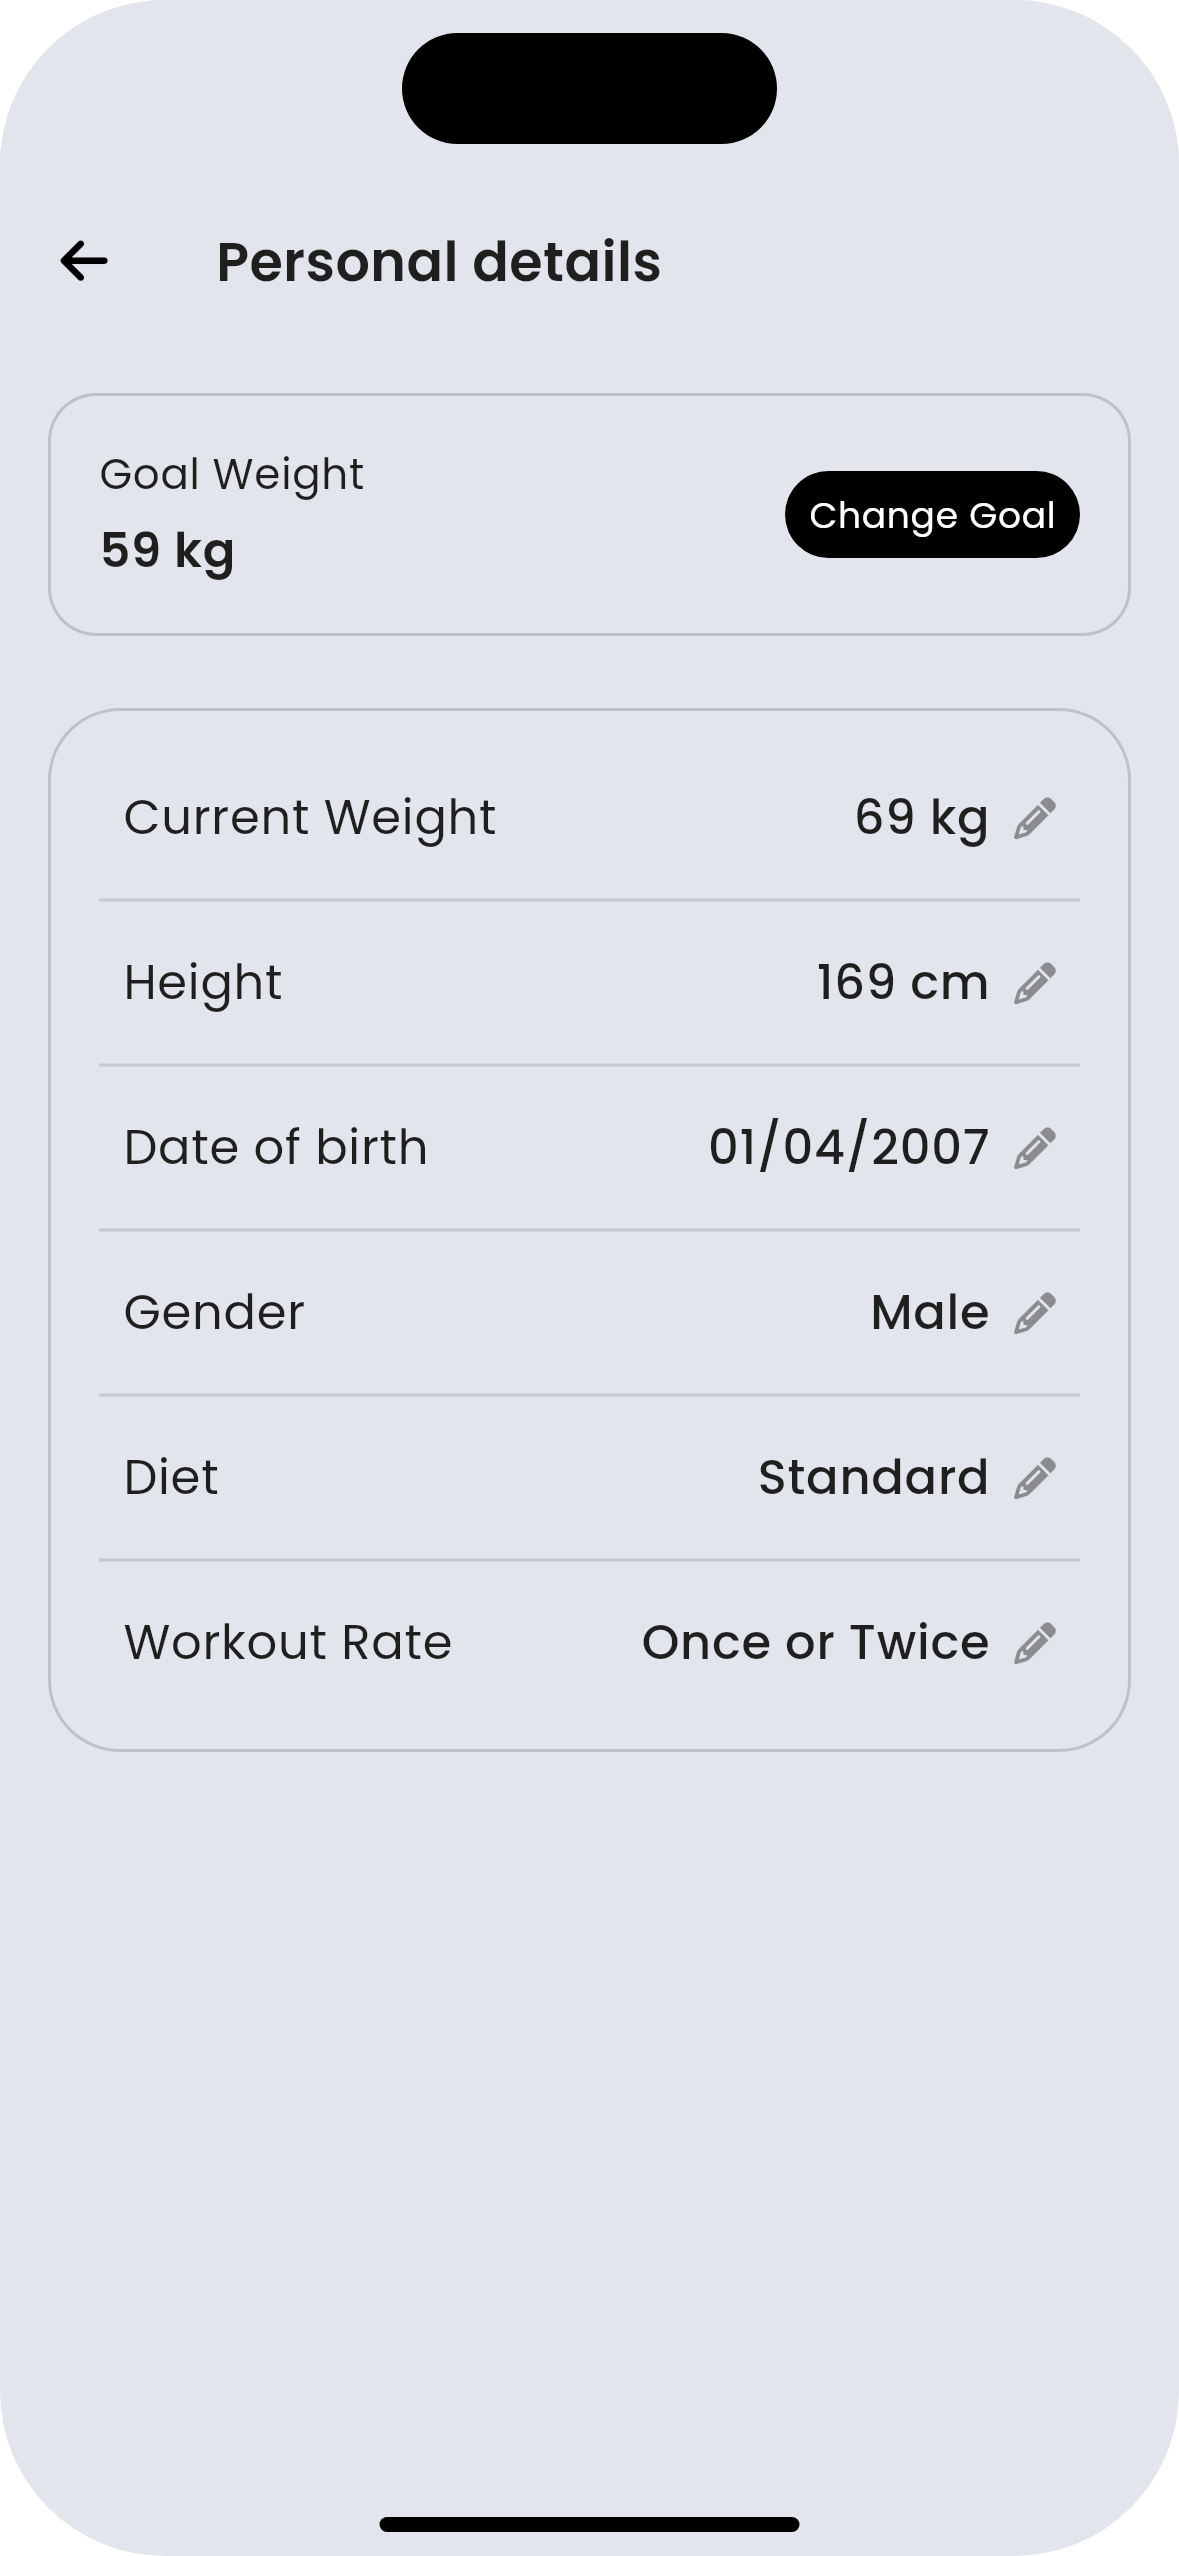 Personal details
Goal Weight
59 kg
Change Goal
Current Weight 69 kg
Height 169 cm
Date of birth 01/04/2007
Gender Male
Diet Standard
Workout Rate Once or Twice